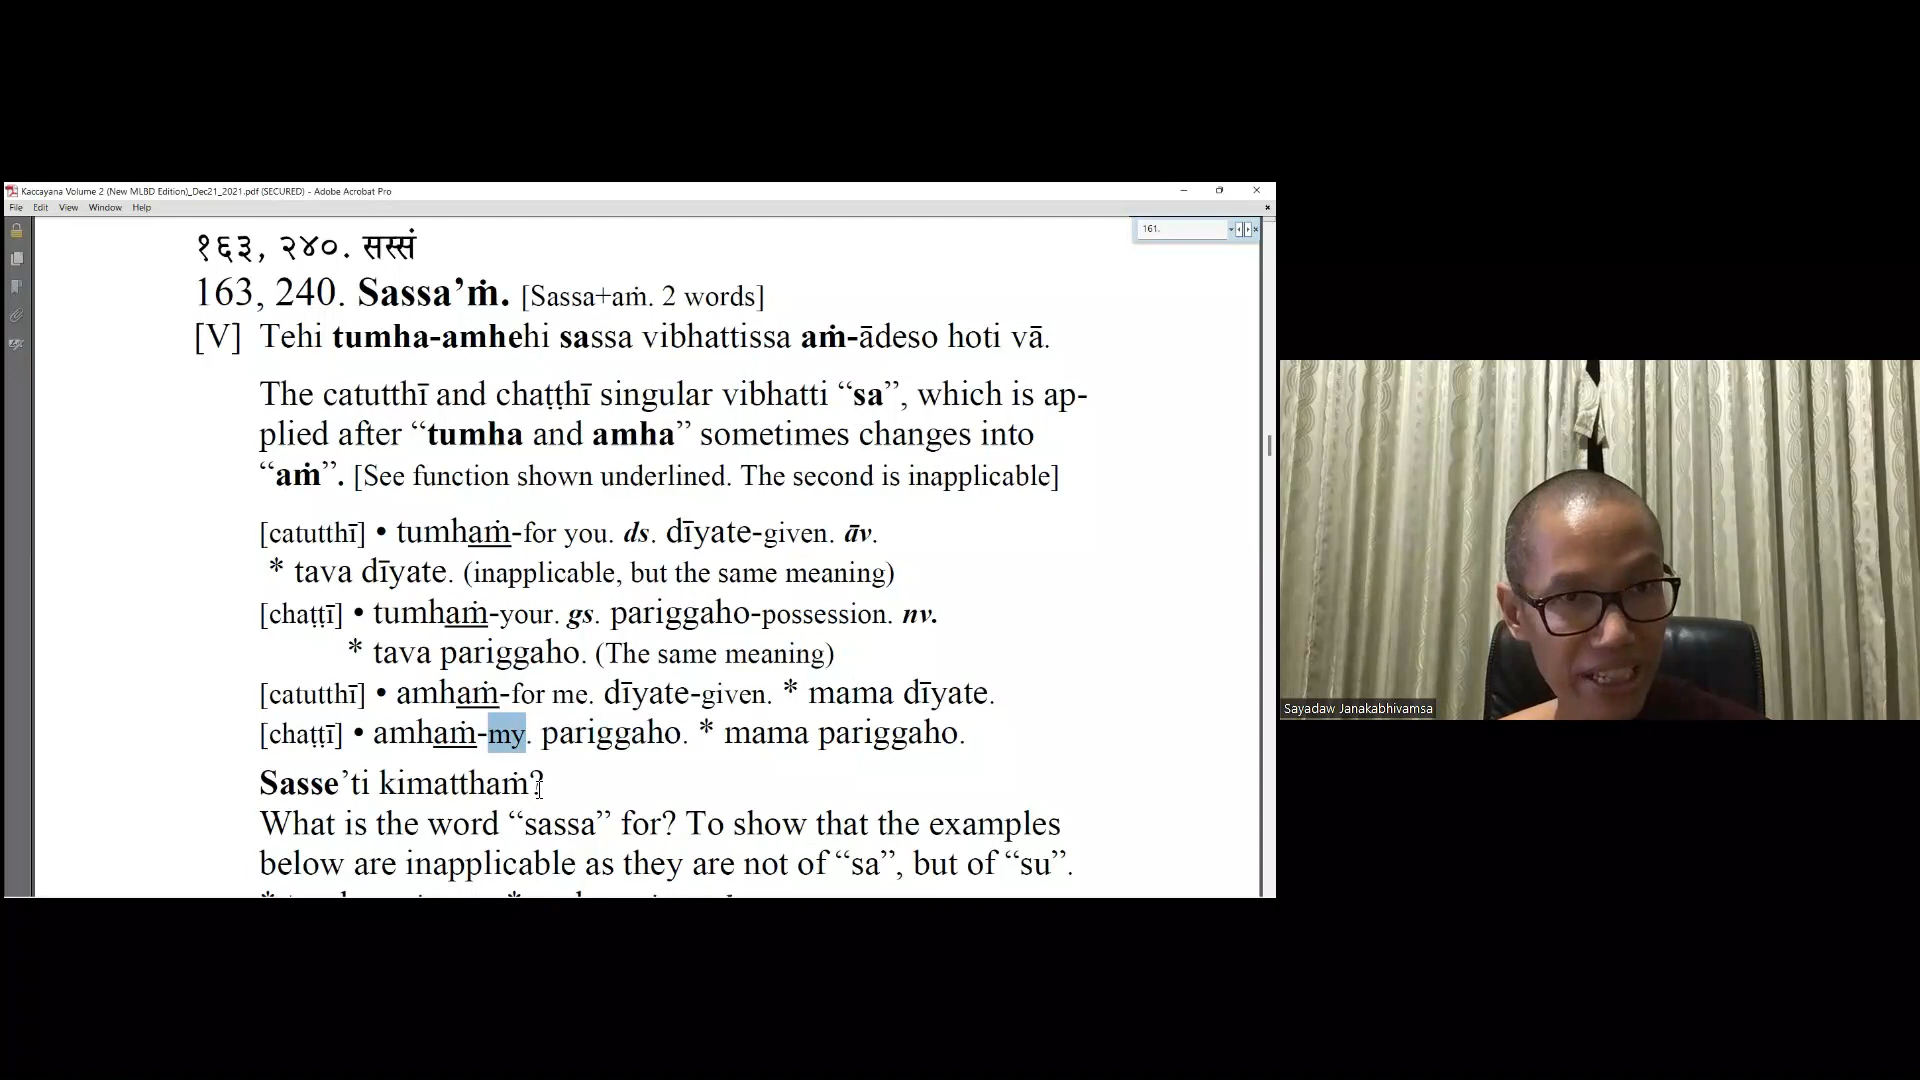 Kaccayana Volume 2 (New MLBD Edition)_Dec21_2021.pdf (SECURED) - Adobe Acrobat Pro
File Edit View Window Help
161.
१६३, २४०. सस्सं
163, 240. Sassa’ṁ. [Sassa+aṁ. 2 words]
[V] Tehi tumha-amhehi sassa vibhattissa aṁ-ādeso hoti vā.
The catutthī and chaṭṭhī singular vibhatti “sa”, which is ap-
plied after “tumha and amha” sometimes changes into
“aṁ”. [See function shown underlined. The second is inapplicable]
[catutthī] • tumhaṁ-for you. ds. dīyate-given. āv.
* tava dīyate. (inapplicable, but the same meaning)
[chaṭṭī] • tumhaṁ-your. gs. pariggaho-possession. nv.
* tava pariggaho. (The same meaning)
[catutthī] • amhaṁ-for me. dīyate-given. * mama dīyate.
[chaṭṭī] • amhaṁ-my. pariggaho. * mama pariggaho.
Sasse’ti kimatthaṁ?
What is the word “sassa” for? To show that the examples
below are inapplicable as they are not of “sa”, but of “su”.
Sayadaw Janakabhivamsa